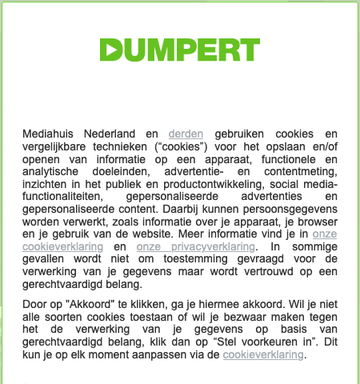 DUMPERT
Mediahuis Nederland en derden gebruiken cookies en
vergelijkbare technieken (“cookies”) voor het opslaan en/of
openen van informatie op een apparaat, functionele en
analytische doeleinden, advertentie- en contentmeting,
inzichten in het publiek en productontwikkeling, social media-
functionaliteiten, gepersonaliseerde advertenties en
gepersonaliseerde content. Daarbij kunnen persoonsgegevens
worden verwerkt, zoals informatie over je apparaat, je browser
en je gebruik van de website. Meer informatie vind je in onze
cookieverklaring en onze privacyverklaring. In sommige
gevallen wordt niet om toestemming gevraagd voor de
verwerking van je gegevens maar wordt vertrouwd op een
gerechtvaardigd belang.
Door op "Akkoord" te klikken, ga je hiermee akkoord. Wil je niet
alle soorten cookies toestaan of wil je bezwaar maken tegen
het de verwerking van je gegevens op basis van
gerechtvaardigd belang, klik dan op “Stel voorkeuren in”. Dit
kun je op elk moment aanpassen via de cookieverklaring.